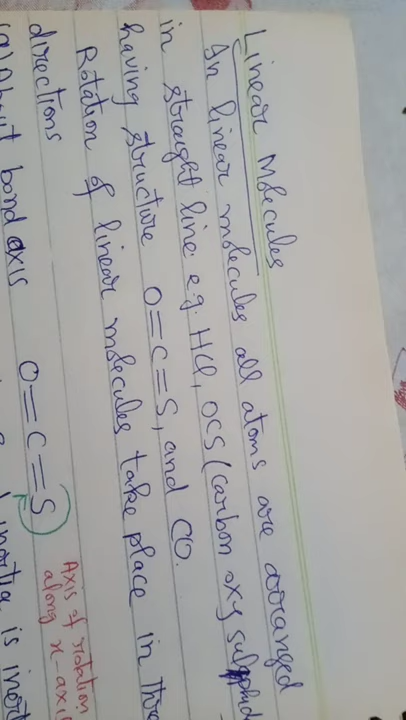 Linear Molecules
In linear molecules all atoms are arranged
in straight line e.g. HCl, OCS (carbon oxy sulphide
having structure O=C=S, and CO.
Rotation of linear molecules take place in three
directions
(a) About bond axis O=C=S
Axis of rotation
along x-axis
inertia is